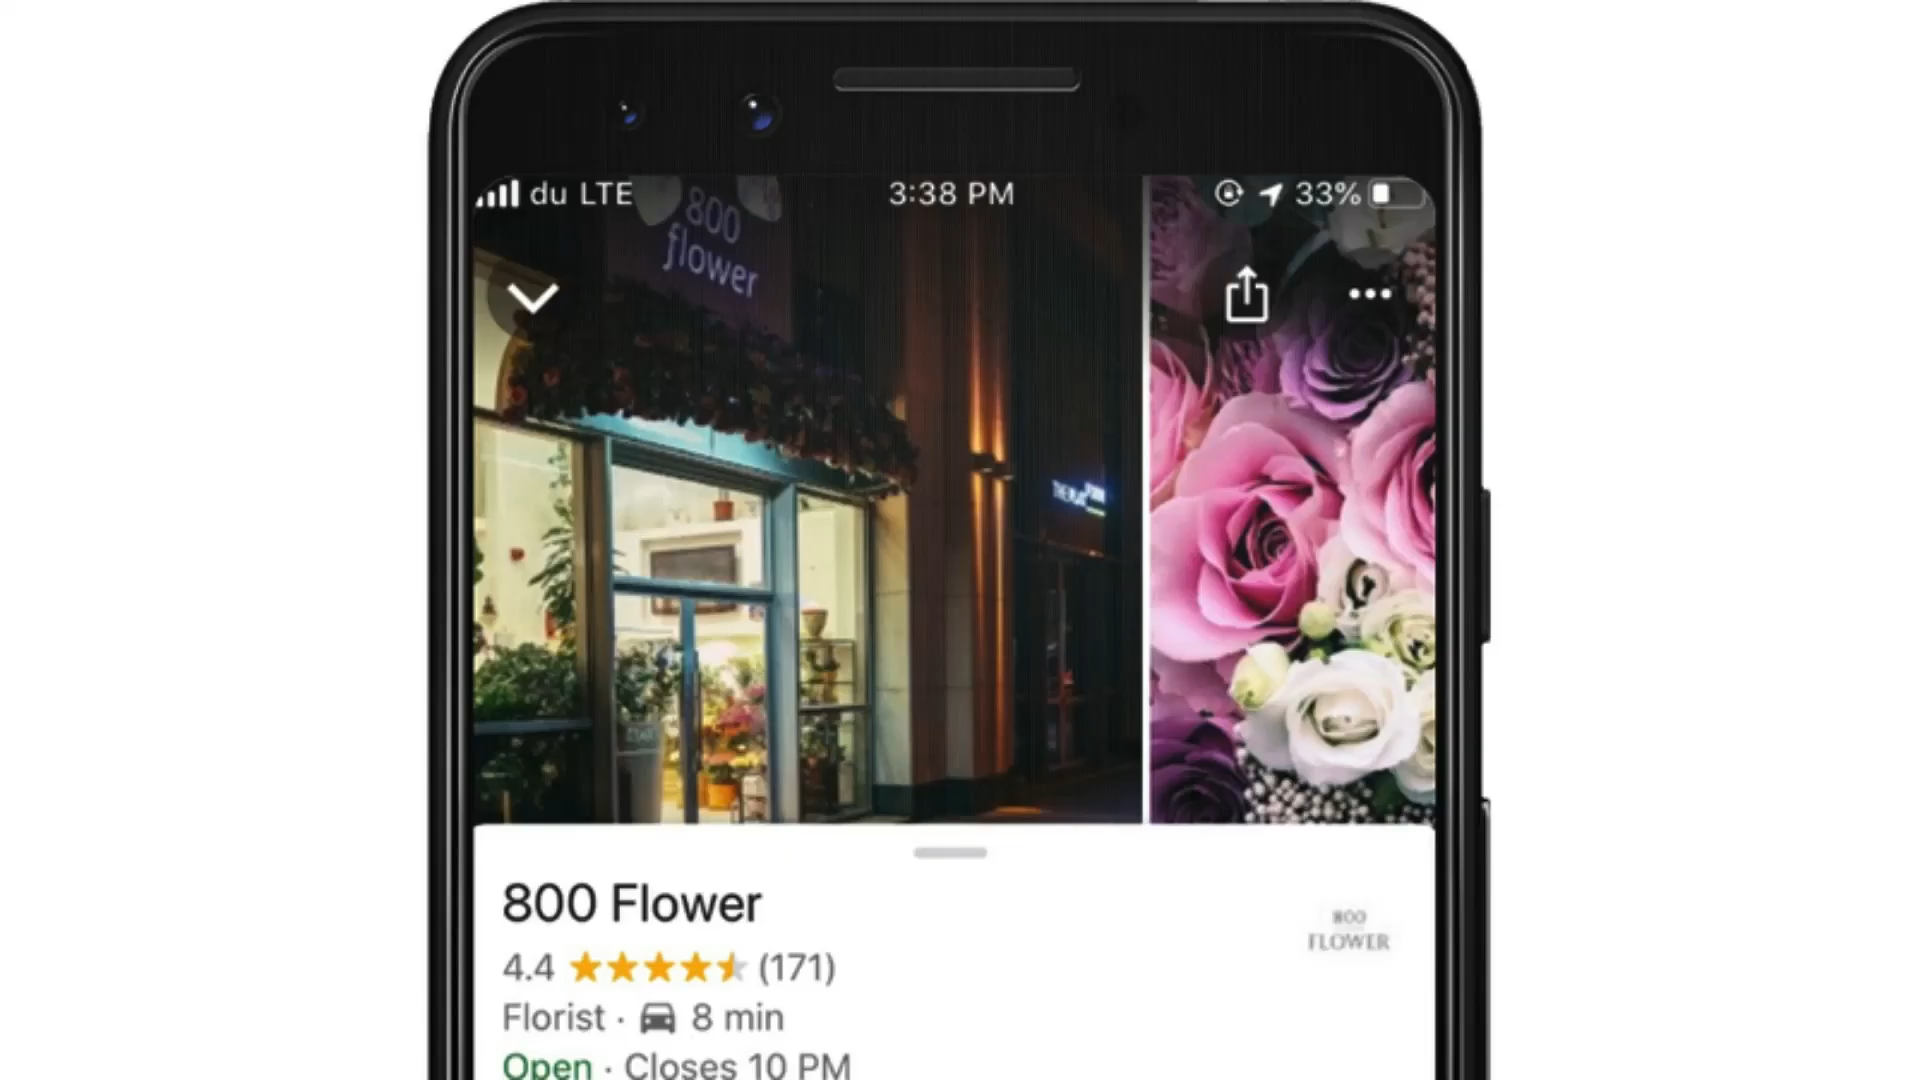 du LTE 3:38 PM 33%
800
flower
800 Flower
800
FLOWER
4.4 (171)
Florist · 8 min
Open · Closes 10 PM